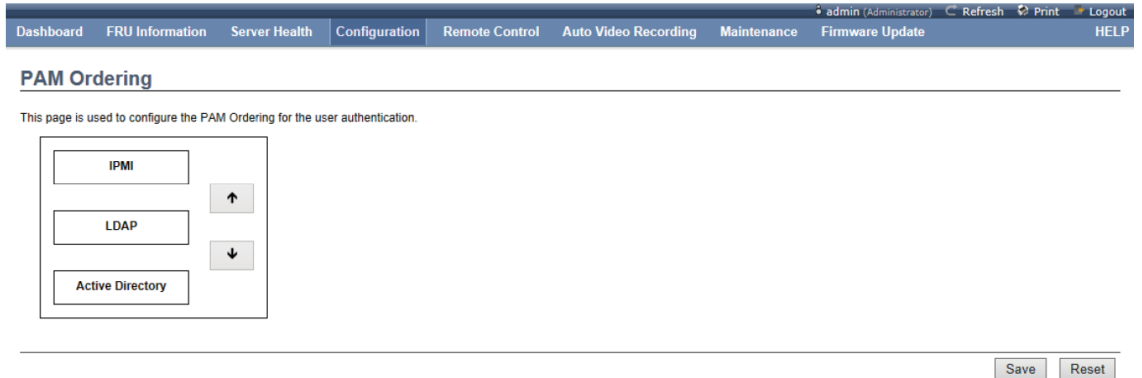 admin (Administrator) Refresh Print Logout
Dashboard FRU Information Server Health Configuration Remote Control Auto Video Recording Maintenance Firmware Update HELP
PAM Ordering
This page is used to configure the PAM Ordering for the user authentication.
IPMI
LDAP
Active Directory
Save Reset